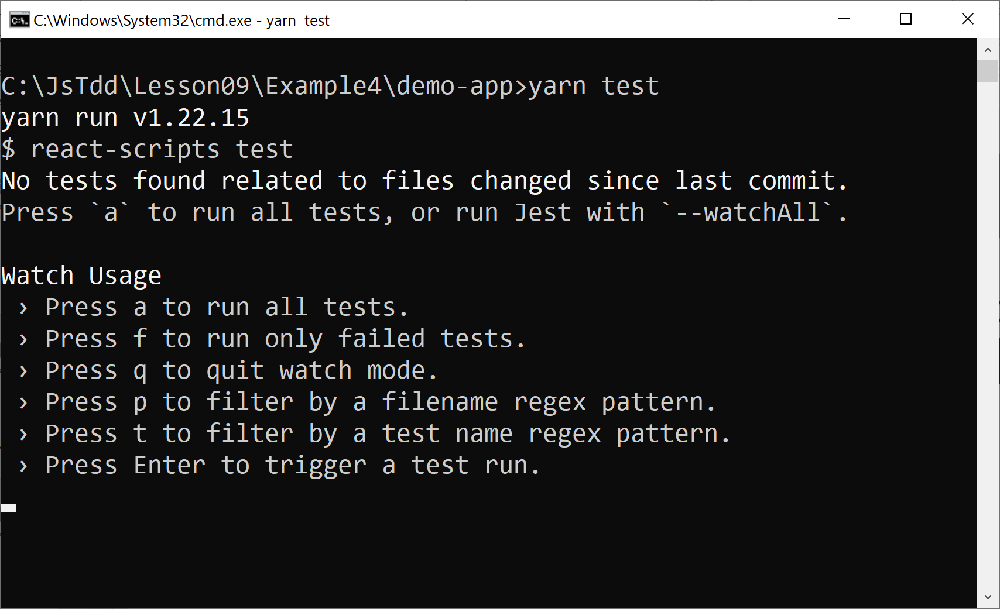 C:\Windows\System32\cmd.exe - yarn  test
C:\JsTdd\Lesson09\Example4\demo-app>yarn test
yarn run v1.22.15
$ react-scripts test
No tests found related to files changed since last commit.
Press `a` to run all tests, or run Jest with `--watchAll`.
Watch Usage
 › Press a to run all tests.
 › Press f to run only failed tests.
 › Press q to quit watch mode.
 › Press p to filter by a filename regex pattern.
 › Press t to filter by a test name regex pattern.
 › Press Enter to trigger a test run.